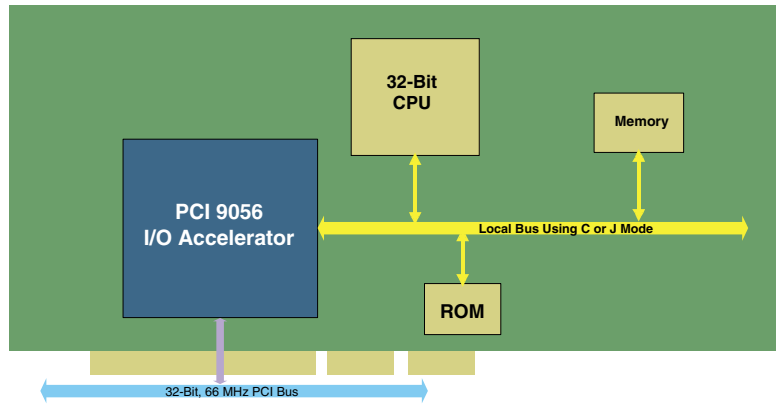 32-Bit
CPU
Memory
PCI 9056
I/O Accelerator
Local Bus Using C or J Mode
ROM
32-Bit, 66 MHz PCI Bus